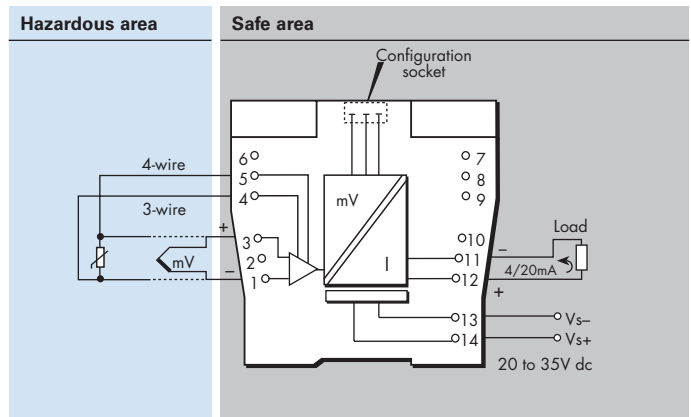 Hazardous area
Safe area
Configuration
socket
4-wire
3-wire
+
mV
–
6
5
4
3
2
1
mV
I
7
8
9
10
11
12
13
14
–
Load
4/20mA
+
Vs–
Vs+
20 to 35V dc